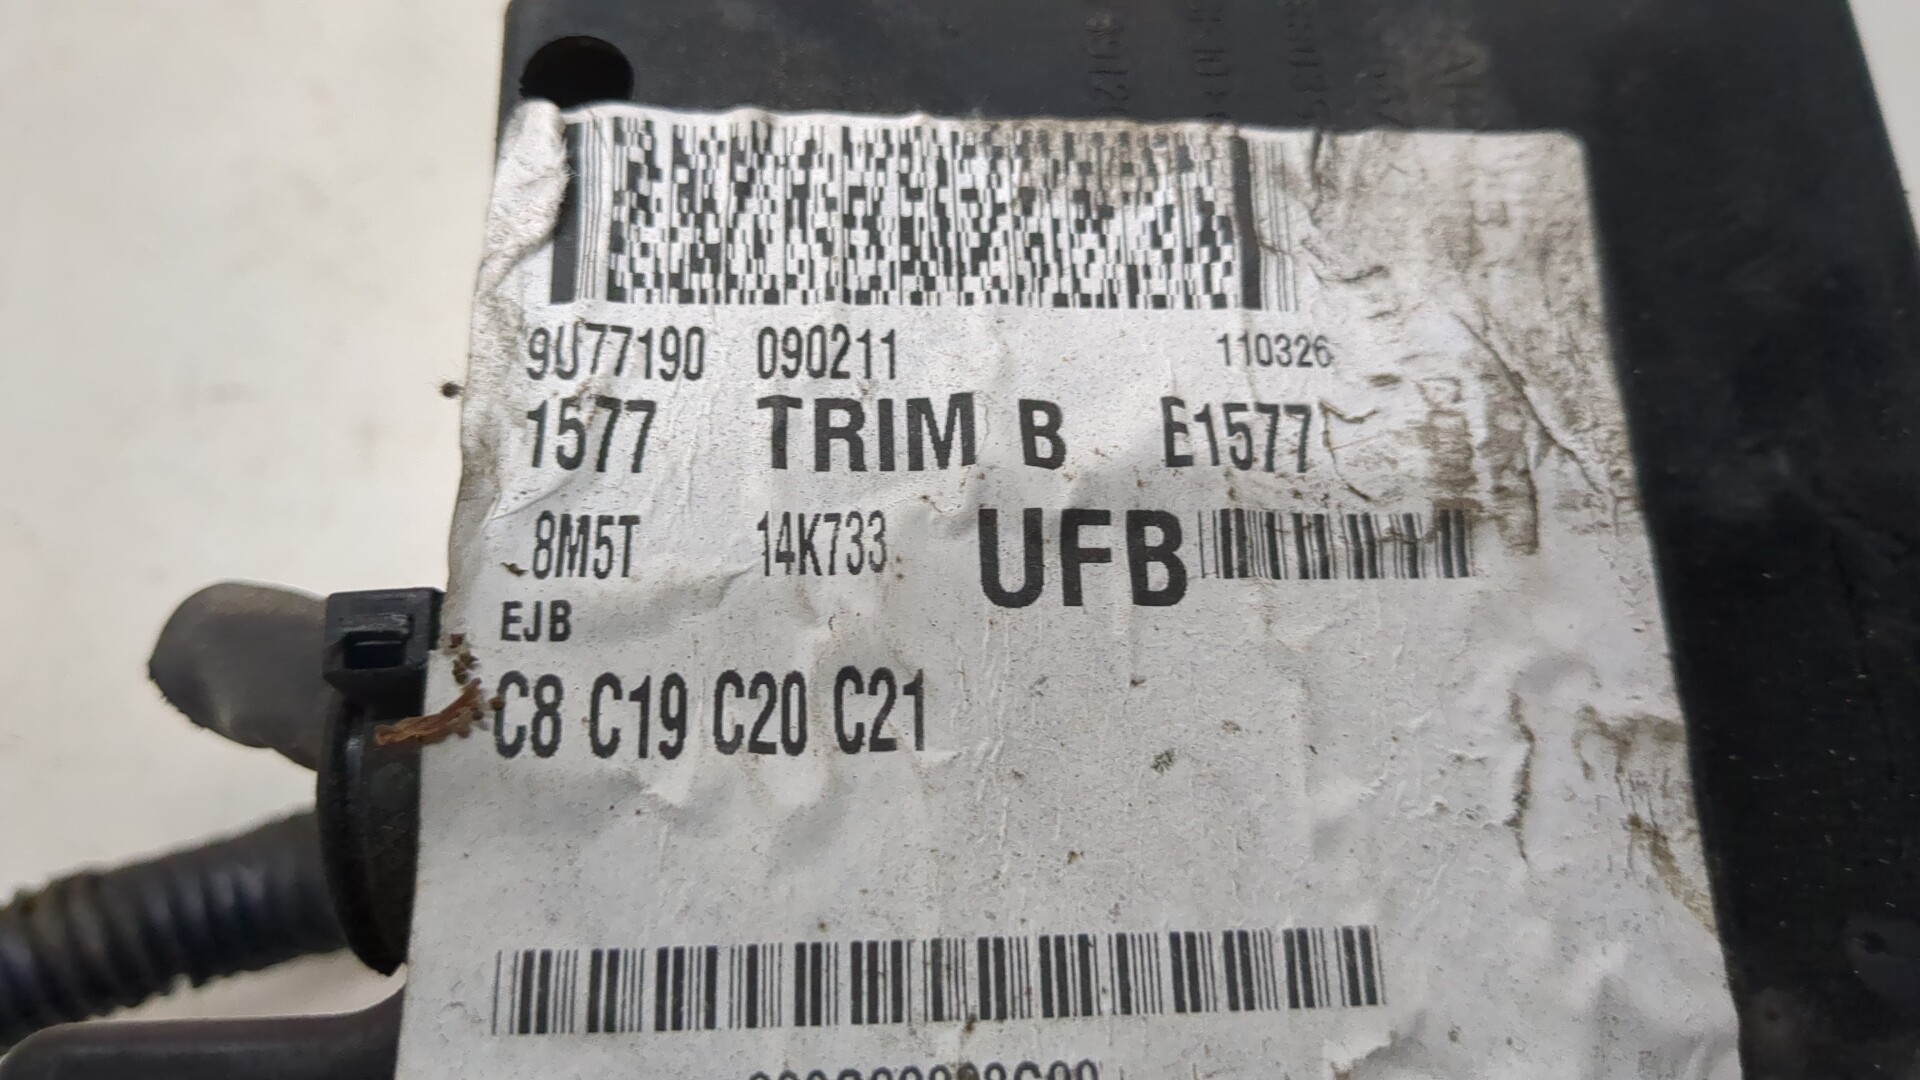 9U77190 090211 110326
1577 TRIM B E1577
8M5T 14K733 UFB
EJB
C8 C19 C20 C21